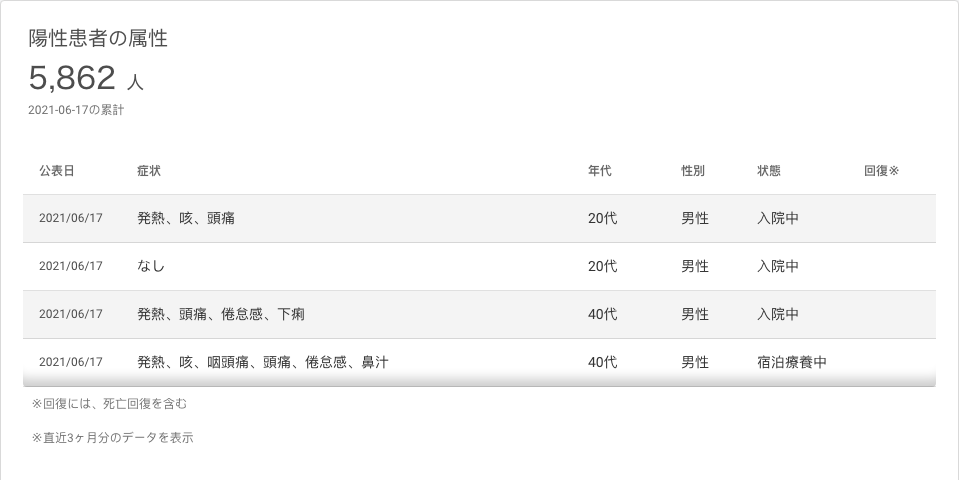 陽性患者の属性
5,862 人
2021-06-17の累計
公表日 症状 年代 性別 状態 回復※
2021/06/17 発熱、咳、頭痛 20代 男性 入院中
2021/06/17 なし 20代 男性 入院中
2021/06/17 発熱、頭痛、倦怠感、下痢 40代 男性 入院中
2021/06/17 発熱、咳、咽頭痛、頭痛、倦怠感、鼻汁 40代 男性 宿泊療養中
※回復には、死亡回復を含む
※直近3ヶ月分のデータを表示